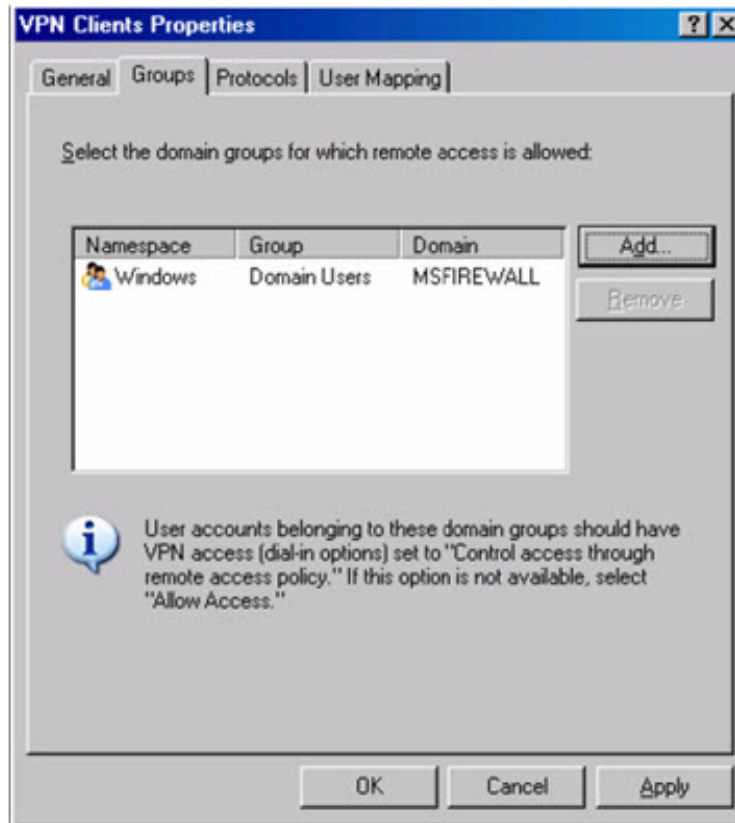 VPN Clients Properties
General Groups Protocols User Mapping
Select the domain groups for which remote access is allowed:
Namespace Group Domain Add...
Windows Domain Users MSFIREWALL
Remove
User accounts belonging to these domain groups should have
VPN access (dial-in options) set to "Control access through
remote access policy." If this option is not available, select
"Allow Access."
OK Cancel Apply